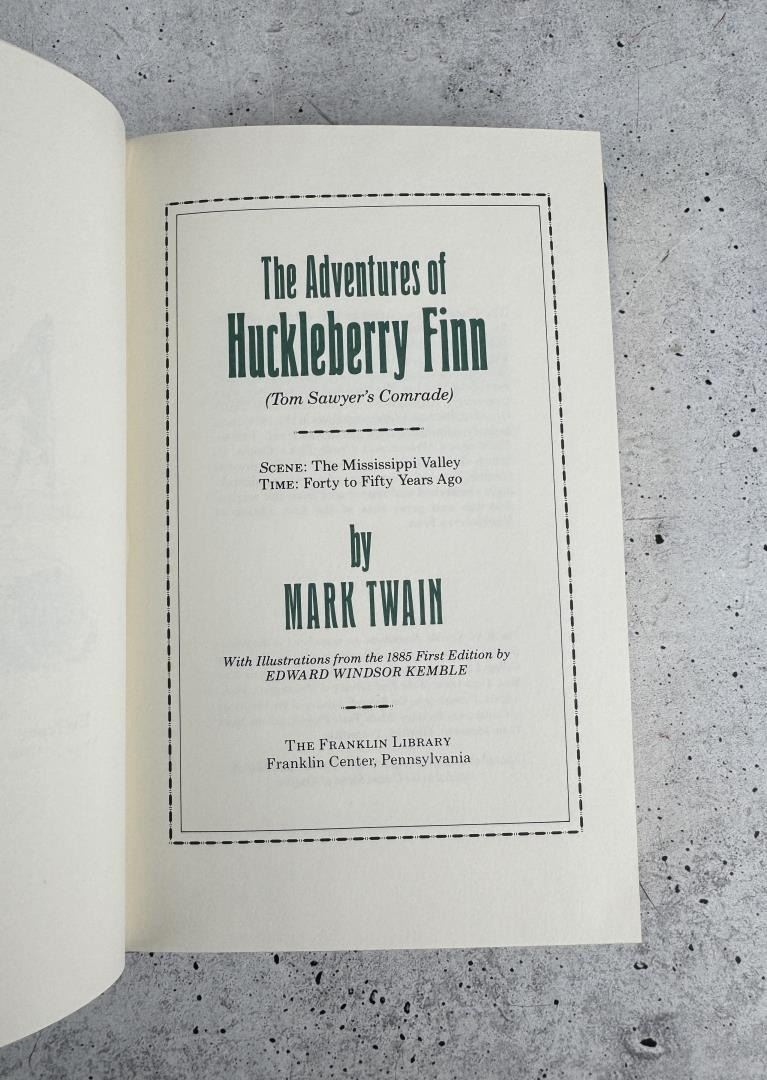 The Adventures of
Huckleberry Finn
(Tom Sawyer's Comrade)
SCENE: The Mississippi Valley
TIME: Forty to Fifty Years Ago
by
MARK TWAIN
With Illustrations from the 1885 First Edition by
EDWARD WINDSOR KEMBLE
THE FRANKLIN LIBRARY
Franklin Center, Pennsylvania